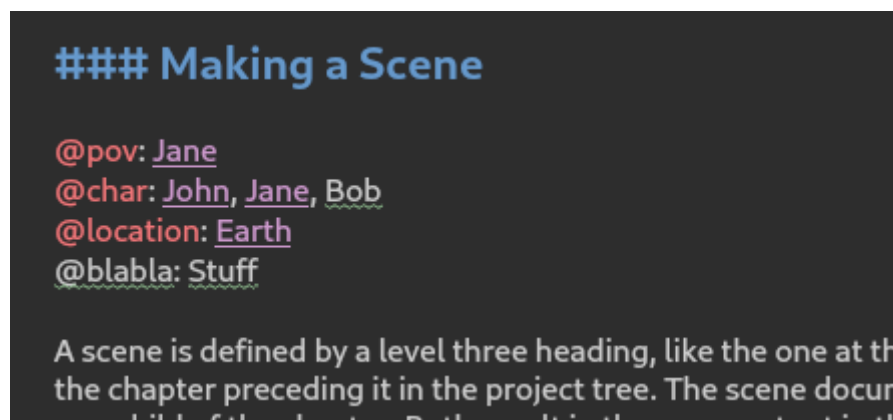 ### Making a Scene
@pov: Jane
@char: John, Jane, Bob
@location: Earth
@blabla: Stuff
A scene is defined by a level three heading, like the one at th
the chapter preceding it in the project tree. The scene docur